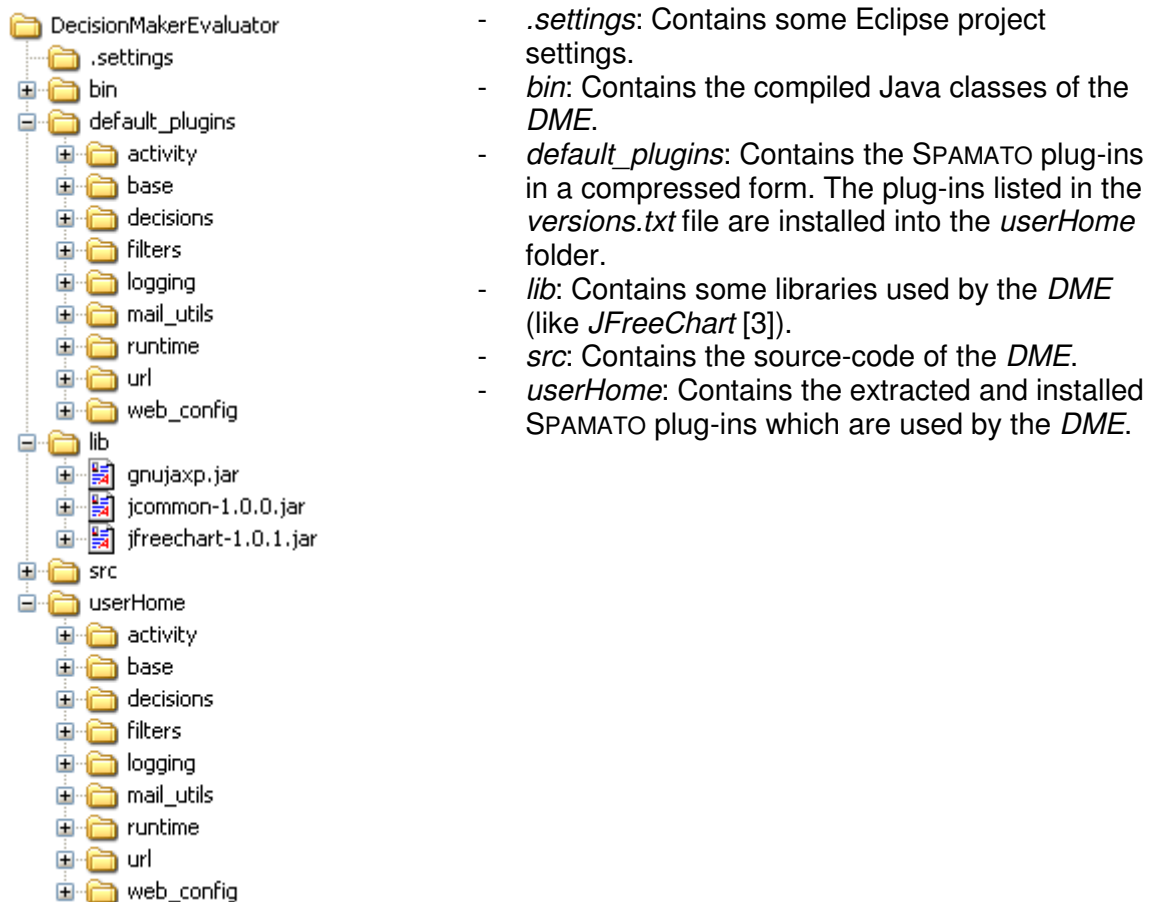 DecisionMakerEvaluator
.settings
bin
default_plugins
activity
base
decisions
filters
logging
mail_utils
runtime
url
web_config
lib
gnujaxp.jar
jcommon-1.0.0.jar
jfreechart-1.0.1.jar
src
userHome
activity
base
decisions
filters
logging
mail_utils
runtime
url
web_config
- .settings: Contains some Eclipse project
settings.
- bin: Contains the compiled Java classes of the
DME.
- default_plugins: Contains the SPAMATO plug-ins
in a compressed form. The plug-ins listed in the
versions.txt file are installed into the userHome
folder.
- lib: Contains some libraries used by the DME
(like JFreeChart [3]).
- src: Contains the source-code of the DME.
- userHome: Contains the extracted and installed
SPAMATO plug-ins which are used by the DME.